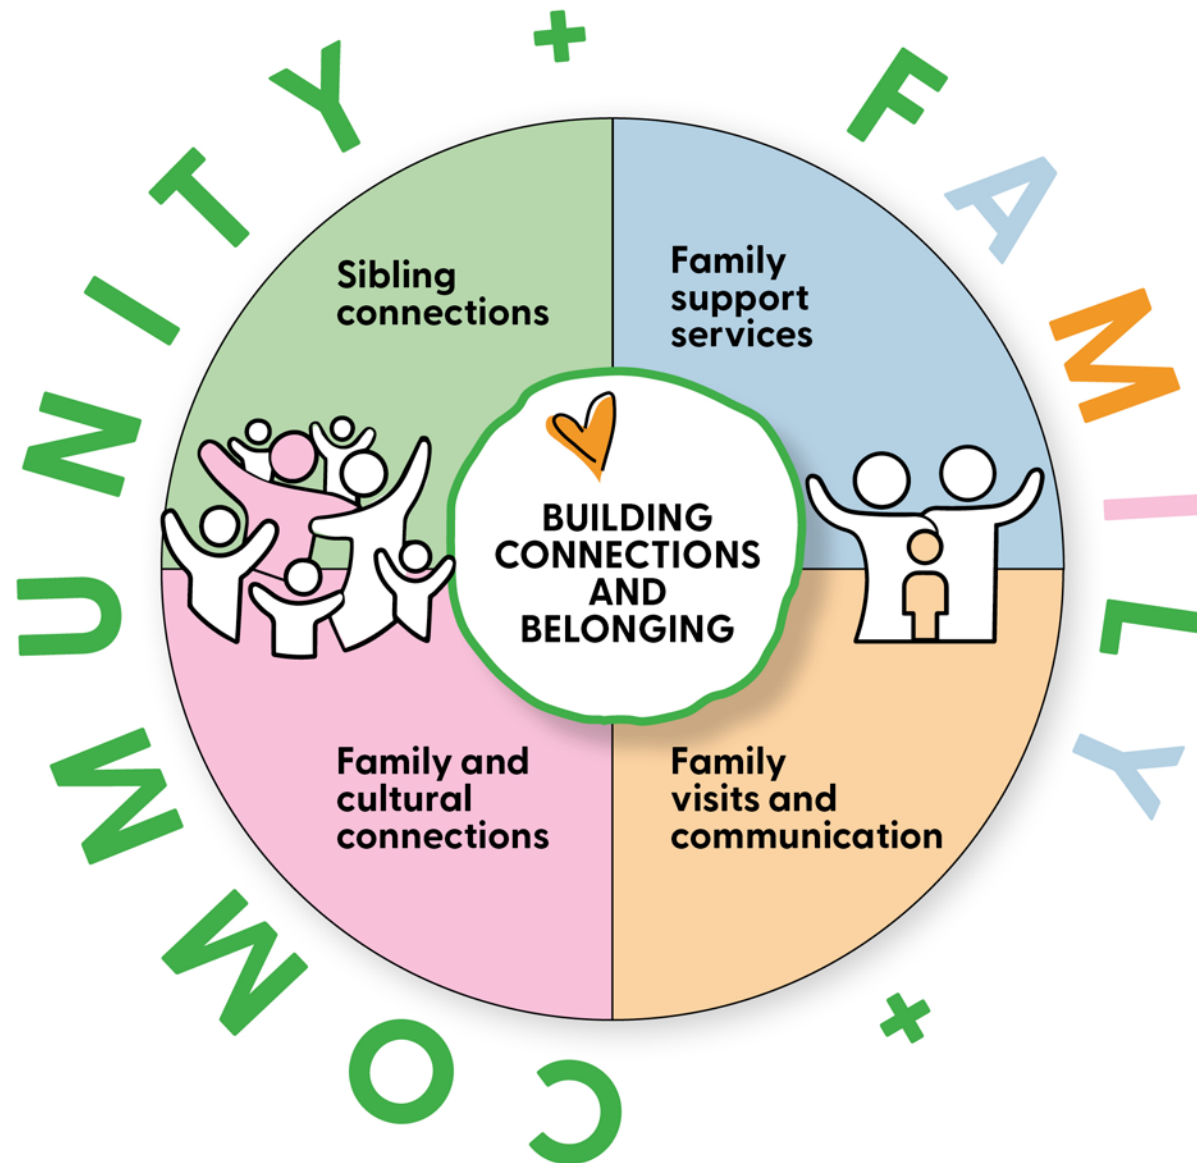 COMMUNITY + FAMILY +
Sibling
connections
Family
support
services
BUILDING
CONNECTIONS
AND
BELONGING
Family and
cultural
connections
Family
visits and
communication